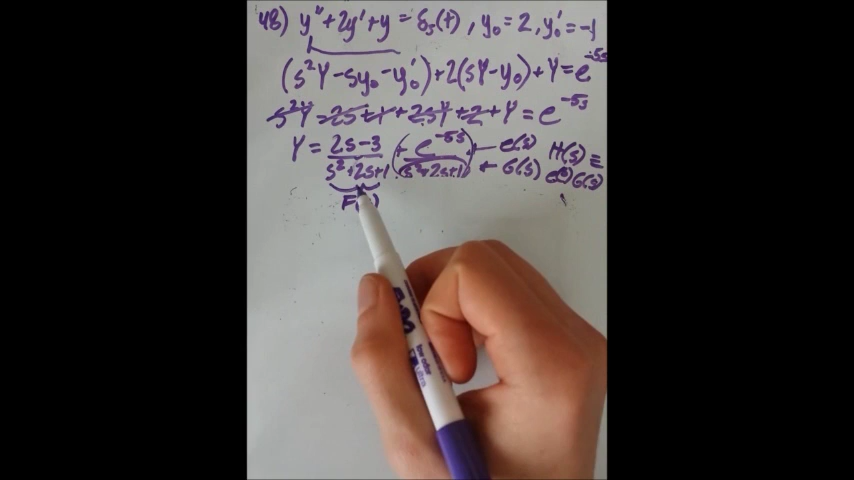 48) y" + 2y' + y = δ₅(t), y₀ = 2, y₀' = -1
(s²Y - sy₀ - y₀') + 2(sY - y₀) + Y = e^-5s
s²Y - 2s + 1 + 2sY + 2 + Y = e^-5s
Y = (2s - 3)/(s² + 2s + 1) + (e^-5s/(s² + 2s + 1)) ← e(s) ← G(s) H(s) = e(s)G(s)